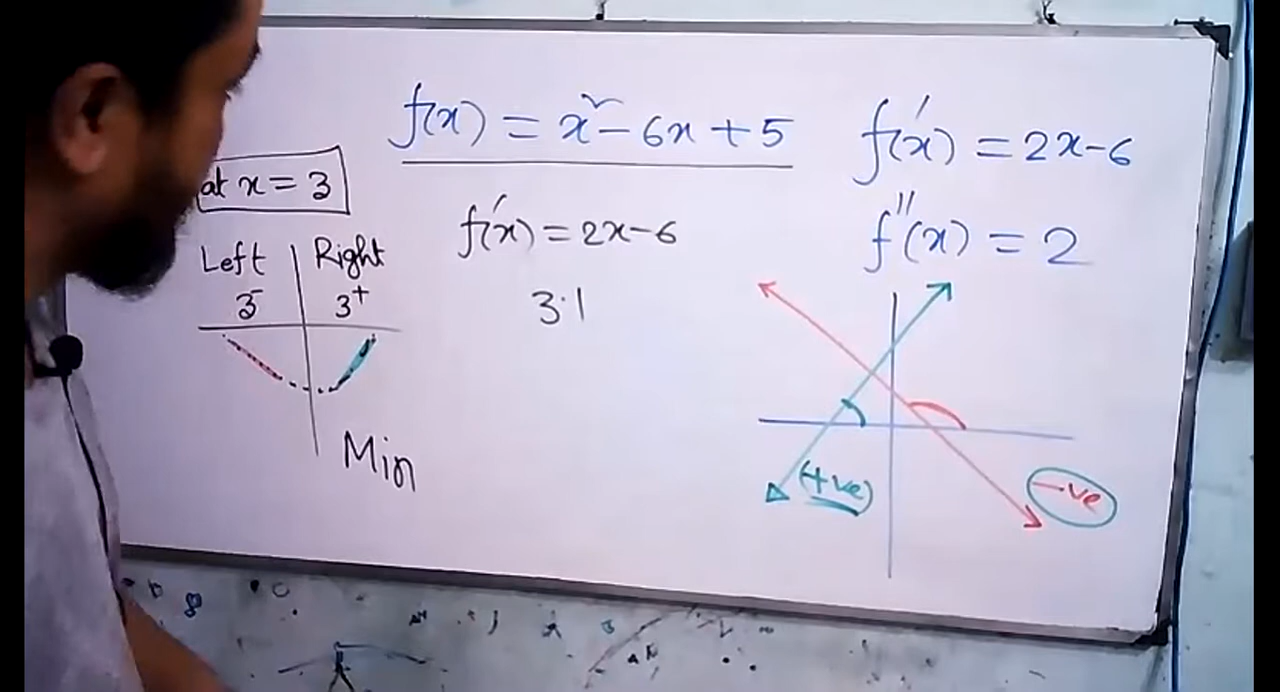 f(x) = x² - 6x + 5
f'(x) = 2x - 6
at x = 3
f'(x) = 2x - 6
f''(x) = 2
Left Right
3⁻ 3⁺
3·1
Min
(+ve)
-ve